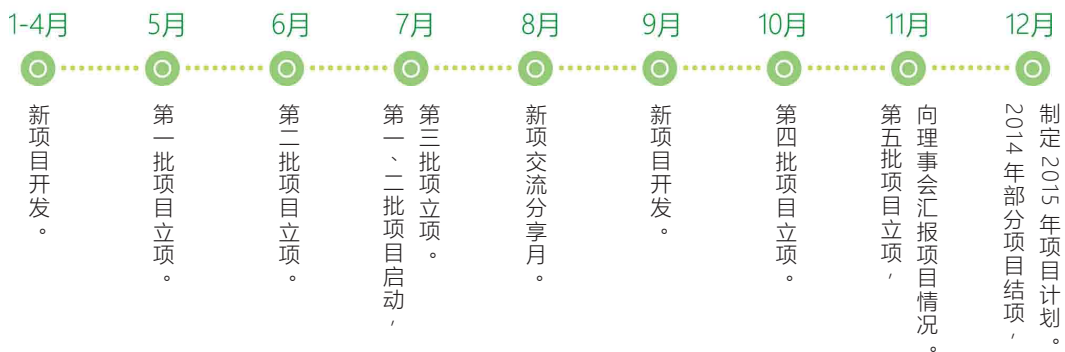 1-4月
5月
6月
7月
8月
9月
10月
11月
12月
新项目开发。
第一批项目立项。
第二批项目立项。
第一、二批项目启动，
第三批项立项。
新项交流分享月。
新项目开发。
第四批项目立项。
第五批项目立项，
向理事会汇报项目情况。
2014 年部分项目结项，
制定 2015 年项目计划。